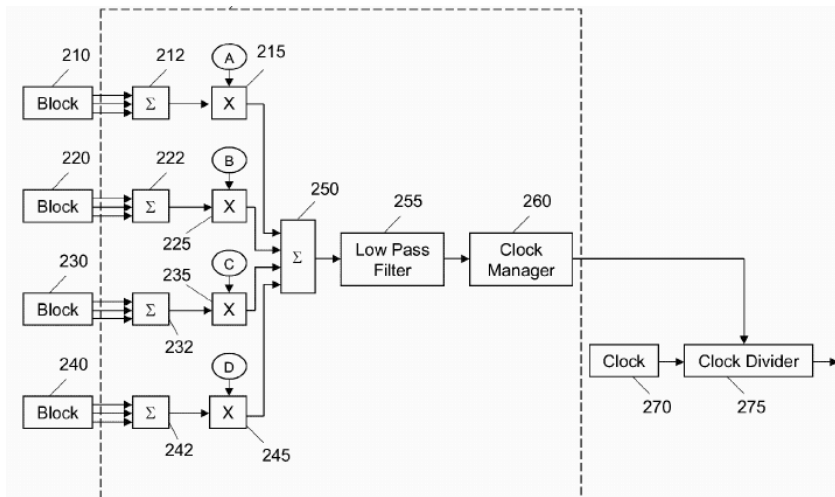 210
212
A
215
Block
Σ
X
220
222
B
Block
Σ
X
250
255
260
225
Σ
Low Pass
Filter
Clock
Manager
230
235
C
Block
Σ
X
232
240
D
Clock
Clock Divider
Block
Σ
X
270
275
242
245